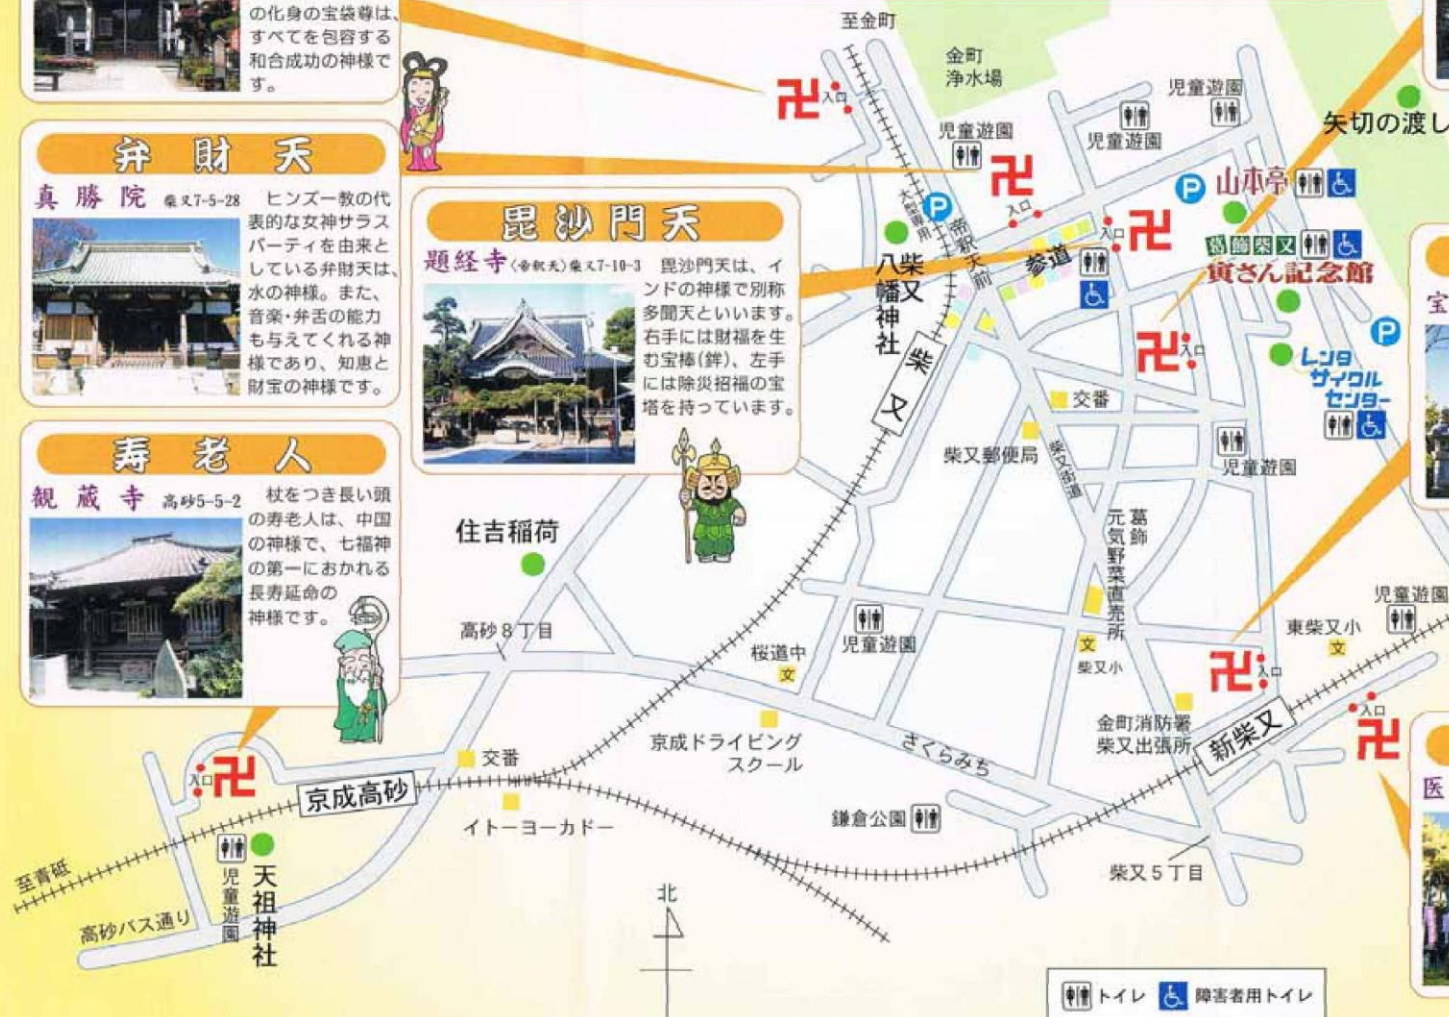 の化身の宝袋尊は、
すべてを包容する
和合成功の神様で
す。
弁財天
真勝院 柴又7-5-28
ヒンズー教の代
表的な女神サラス
バーティを由来と
している弁財天は、
水の神様。また、
音楽・弁舌の能力
も与えてくれる神
様であり、知恵と
財宝の神様です。
寿老人
観蔵寺 高砂5-5-2
杖をつき長い頭
の寿老人は、中国
の神様で、七福神
の第一におかれる
長寿延命の
神様です。
毘沙門天
題経寺〈帝釈天〉柴又7-10-3
毘沙門天は、イ
ンドの神様で別称
多聞天といいます。
右手には財福を生
む宝棒(鉾)、左手
には除災招福の宝
塔を持っています。
至金町
金町
浄水場
卍
入口
児童遊園
卍
入口
児童遊園
児童遊園
矢切の渡し
P
山本亭
P
大型専用
帝釈天前
参道
卍
入口
葛飾柴又
寅さん記念館
柴又
八幡神社
卍
入口
P
レンタ
サイクル
センター
柴又
交番
柴又郵便局
柴又街道
児童遊園
葛飾
元気野菜直売所
住吉稲荷
高砂8丁目
桜道中
文
児童遊園
文
柴又小
東柴又小
文
児童遊園
卍
入口
金町消防署
柴又出張所
新柴又
入口
卍
京成ドライビング
スクール
さくらみち
交番
京成高砂
イトーヨーカドー
鎌倉公園
柴又5丁目
入口
卍
至青砥
児童遊園
天祖神社
高砂バス通り
北
トイレ
障害者用トイレ
宝
医